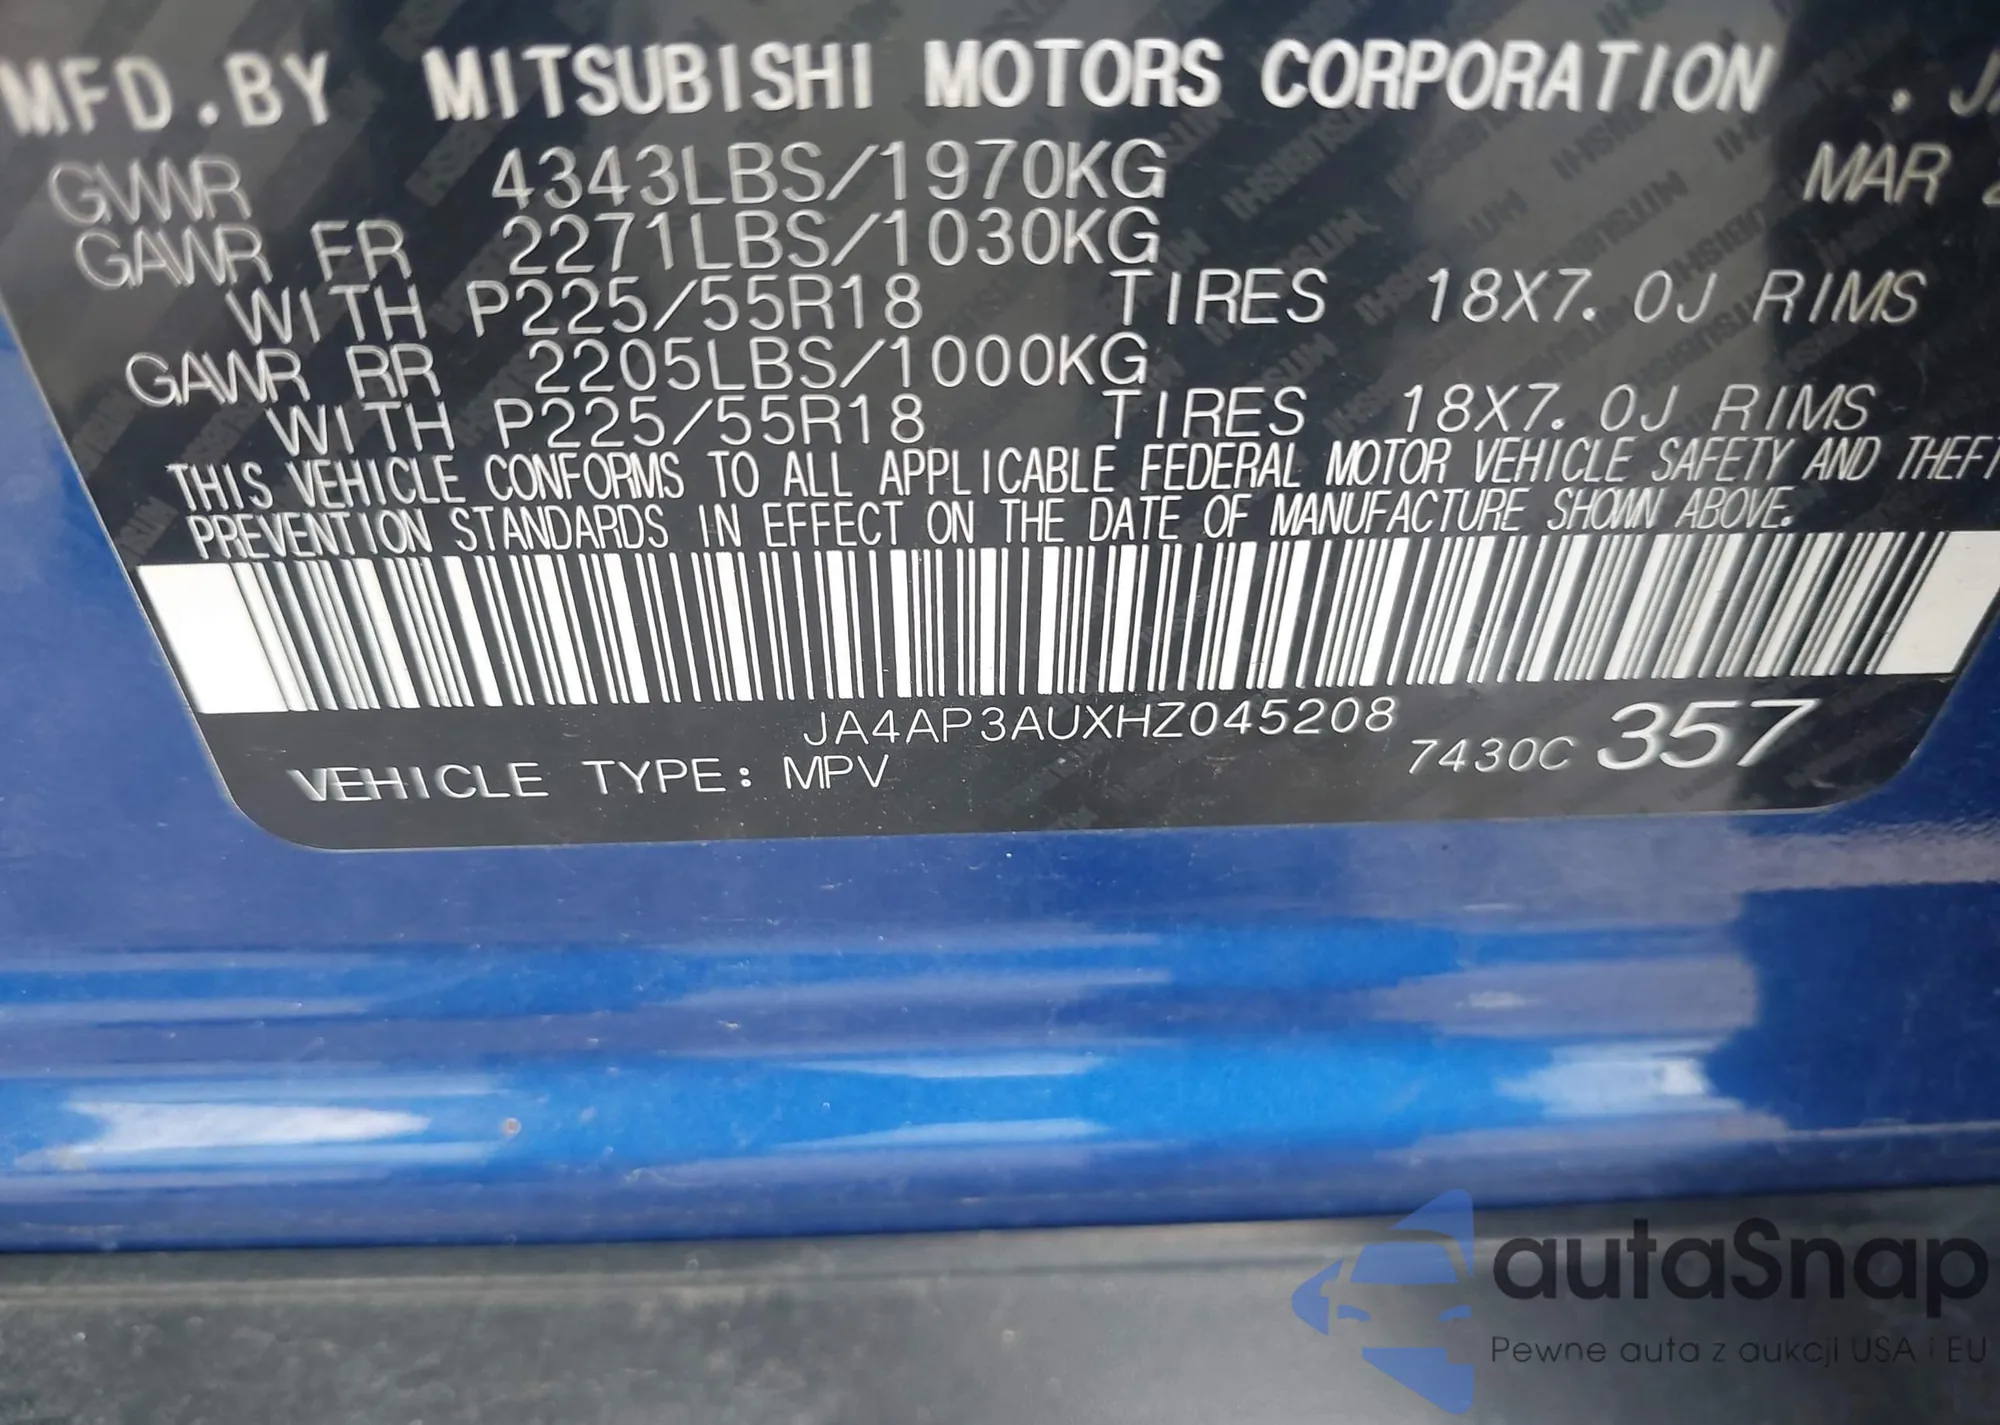 MFD.BY MITSUBISHI MOTORS CORPORATION
GVWR 4343LBS/1970KG MAR
GAWR FR 2271LBS/1030KG
WITH P225/55R18 TIRES 18X7.0J RIMS
GAWR RR 2205LBS/1000KG
WITH P225/55R18 TIRES 18X7.0J RIMS
THIS VEHICLE CONFORMS TO ALL APPLICABLE FEDERAL MOTOR VEHICLE SAFETY AND THEFT
PREVENTION STANDARDS IN EFFECT ON THE DATE OF MANUFACTURE SHOWN ABOVE.
JA4AP3AUXHZ045208
7430C 357
VEHICLE TYPE: MPV
autaSnap
Pewne auta z aukcji USA i EU